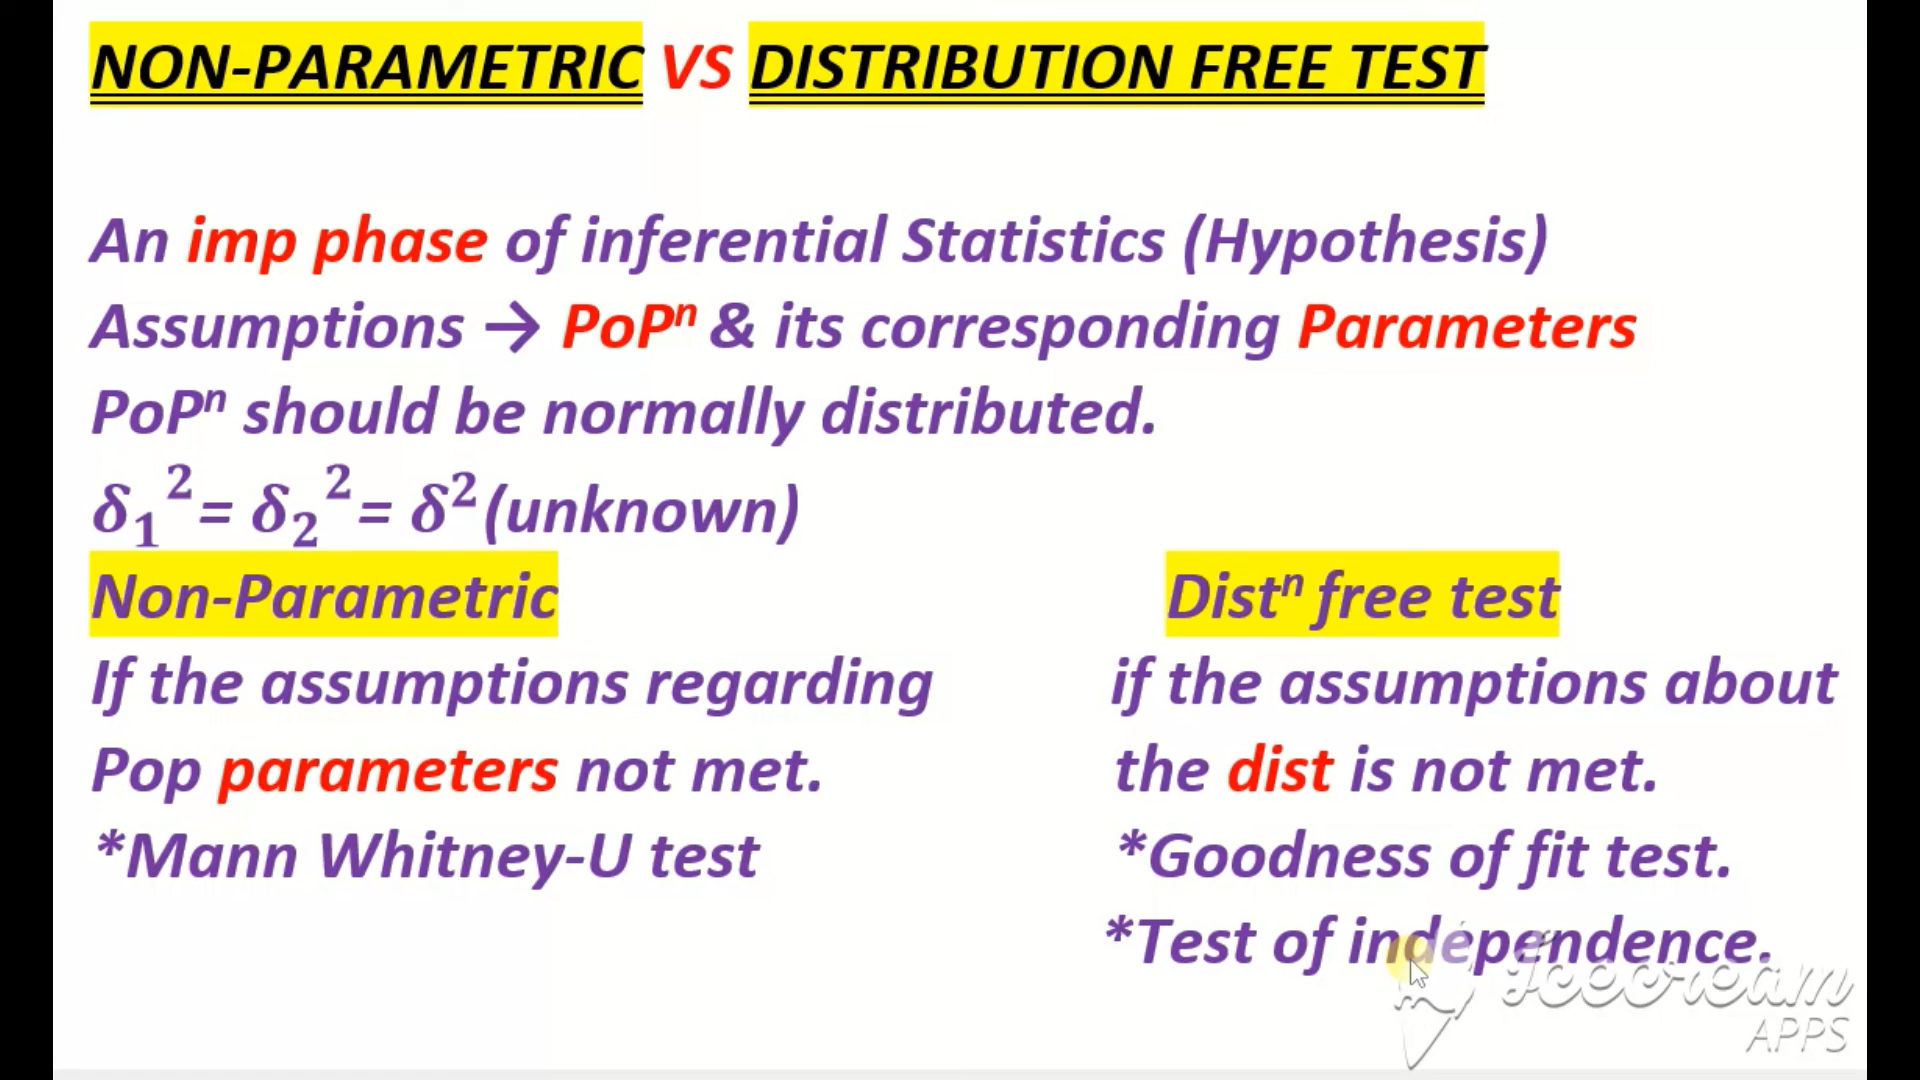 NON-PARAMETRIC VS DISTRIBUTION FREE TEST
An imp phase of inferential Statistics (Hypothesis)
Assumptions → PoPⁿ & its corresponding Parameters
PoPⁿ should be normally distributed.
δ₁² = δ₂² = δ² (unknown)
Non-Parametric
If the assumptions regarding
Pop parameters not met.
*Mann Whitney-U test
Distⁿ free test
if the assumptions about
the dist is not met.
*Goodness of fit test.
*Test of independence.
Icecream
APPS